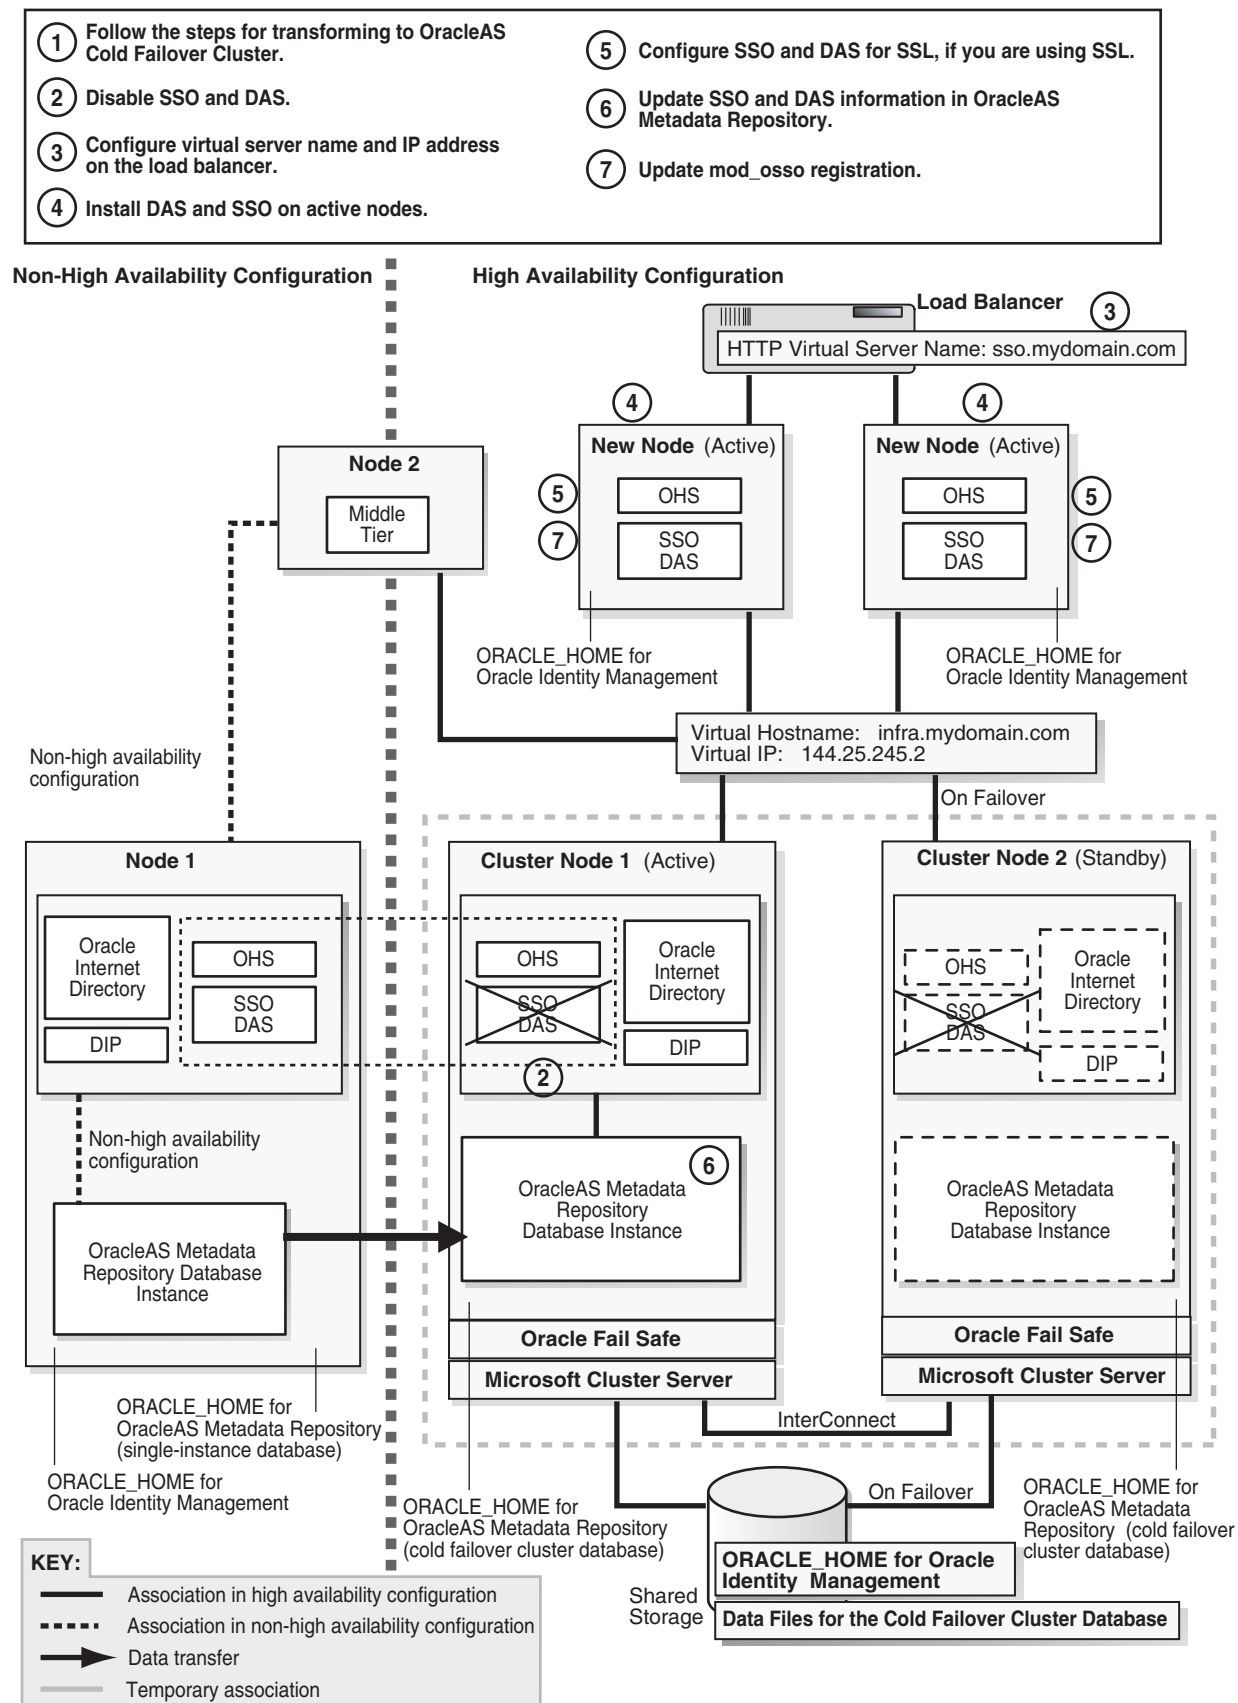 1 Follow the steps for transforming to OracleAS
Cold Failover Cluster.
2 Disable SSO and DAS.
3 Configure virtual server name and IP address
on the load balancer.
4 Install DAS and SSO on active nodes.
5 Configure SSO and DAS for SSL, if you are using SSL.
6 Update SSO and DAS information in OracleAS
Metadata Repository.
7 Update mod_osso registration.
Non-High Availability Configuration
High Availability Configuration
Load Balancer
3
HTTP Virtual Server Name: sso.mydomain.com
4
4
Node 2
Middle
Tier
New Node (Active)
5
OHS
7
SSO
DAS
New Node (Active)
OHS
5
SSO
DAS
7
ORACLE_HOME for
Oracle Identity Management
ORACLE_HOME for
Oracle Identity Management
Virtual Hostname: infra.mydomain.com
Virtual IP: 144.25.245.2
Non-high availability
configuration
On Failover
Node 1
Oracle
Internet
Directory
DIP
OHS
SSO
DAS
Non-high availability
configuration
OracleAS Metadata
Repository Database
Instance
Cluster Node 1 (Active)
OHS
SSO
DAS
Oracle
Internet
Directory
DIP
2
6
OracleAS Metadata
Repository
Database Instance
Oracle Fail Safe
Microsoft Cluster Server
Cluster Node 2 (Standby)
OHS
SSO
DAS
Oracle
Internet
Directory
DIP
OracleAS Metadata
Repository
Database Instance
Oracle Fail Safe
Microsoft Cluster Server
InterConnect
ORACLE_HOME for
OracleAS Metadata Repository
(single-instance database)
ORACLE_HOME for
Oracle Identity Management
ORACLE_HOME for
OracleAS Metadata Repository
(cold failover cluster database)
On Failover
ORACLE_HOME for
OracleAS Metadata
Repository (cold failover
cluster database)
ORACLE_HOME for Oracle
Identity Management
Shared
Storage
Data Files for the Cold Failover Cluster Database
KEY:
Association in high availability configuration
Association in non-high availability configuration
Data transfer
Temporary association